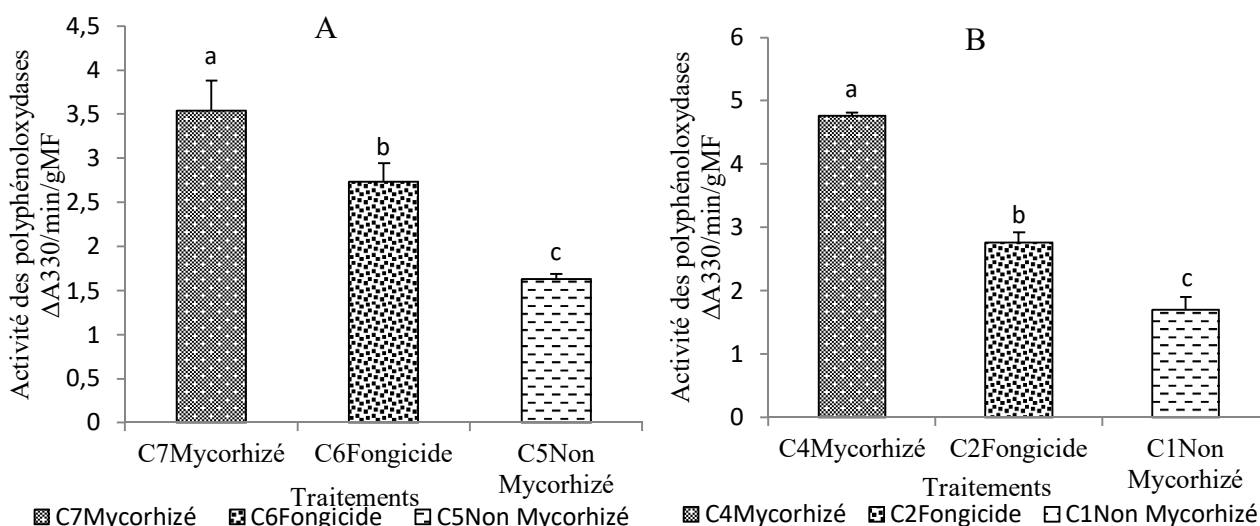 A
Activité des polyphénoloxydases
ΔA330/min/gMF
4,5
4
3,5
3
2,5
2
1,5
1
0,5
0
a
b
c
C7Mycorhizé
C6Fongicide
C5Non
Mycorhizé
Traitements
C7Mycorhizé
C6Fongicide
C5Non Mycorhizé
B
Activité des polyphénoloxydases
ΔA330/min/gMF
6
5
4
3
2
1
0
a
b
c
C4Mycorhizé
C2Fongicide
C1Non
Mycorhizé
Traitements
C4Mycorhizé
C2Fongicide
C1Non Mycorhizé